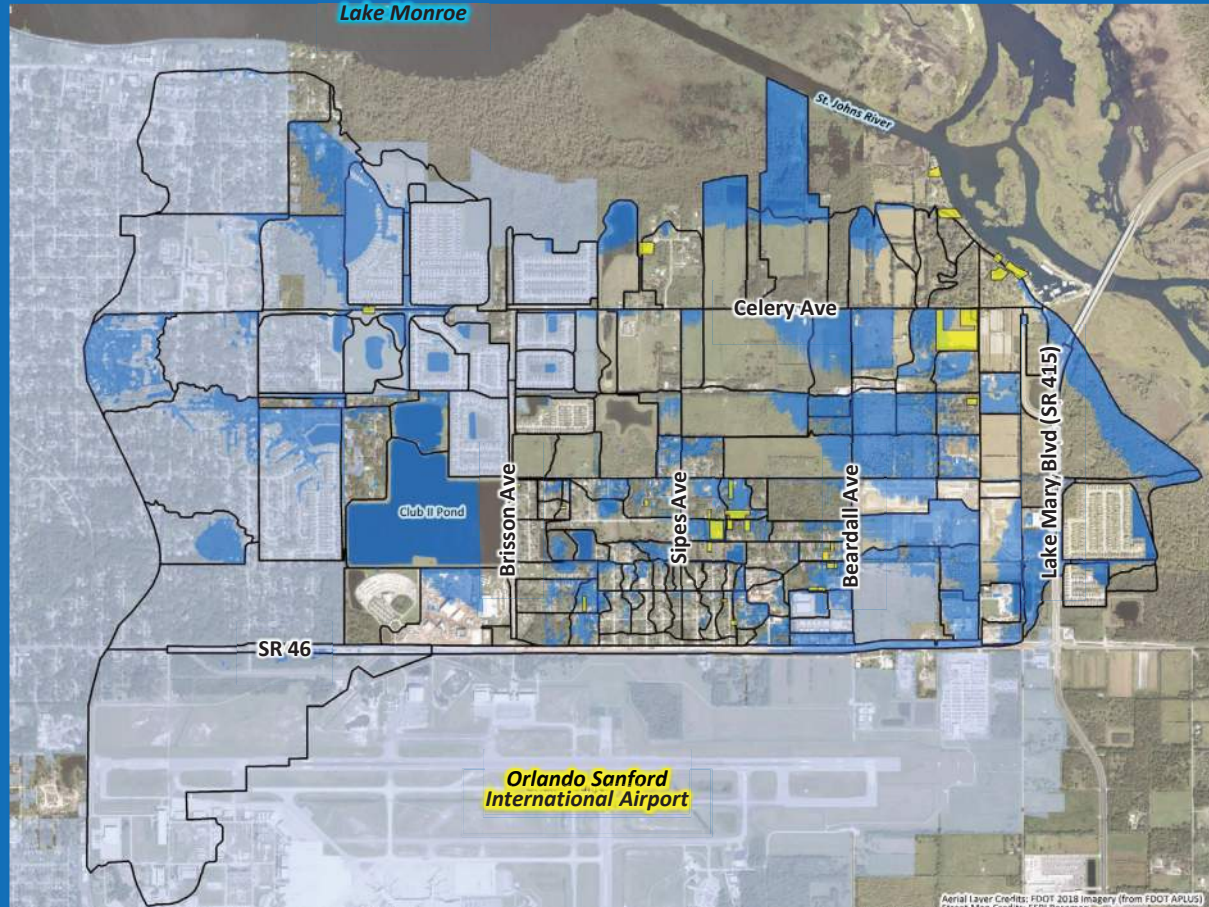 Lake Monroe
St. Johns River
Celery Ave
Club II Pond
Brisson Ave
Sipes Ave
Beardall Ave
Lake Mary Blvd (SR 415)
SR 46
Orlando Sanford
International Airport
Aerial Layer Credits: FDOT 2018 Imagery (from FDOT APLUS)